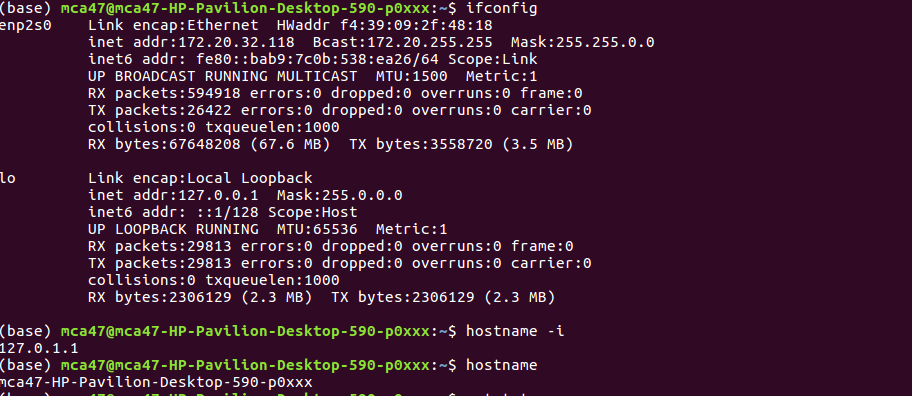 (base) mca47@mca47-HP-Pavilion-Desktop-590-p0xxx:~$ ifconfig
enp2s0    Link encap:Ethernet  HWaddr f4:39:09:2f:48:18
          inet addr:172.20.32.118  Bcast:172.20.255.255  Mask:255.255.0.0
          inet6 addr: fe80::bab9:7c0b:538:ea26/64 Scope:Link
          UP BROADCAST RUNNING MULTICAST  MTU:1500  Metric:1
          RX packets:594918 errors:0 dropped:0 overruns:0 frame:0
          TX packets:26422 errors:0 dropped:0 overruns:0 carrier:0
          collisions:0 txqueuelen:1000
          RX bytes:67648208 (67.6 MB)  TX bytes:3558720 (3.5 MB)

lo        Link encap:Local Loopback
          inet addr:127.0.0.1  Mask:255.0.0.0
          inet6 addr: ::1/128 Scope:Host
          UP LOOPBACK RUNNING  MTU:65536  Metric:1
          RX packets:29813 errors:0 dropped:0 overruns:0 frame:0
          TX packets:29813 errors:0 dropped:0 overruns:0 carrier:0
          collisions:0 txqueuelen:1000
          RX bytes:2306129 (2.3 MB)  TX bytes:2306129 (2.3 MB)

(base) mca47@mca47-HP-Pavilion-Desktop-590-p0xxx:~$ hostname -i
127.0.1.1
(base) mca47@mca47-HP-Pavilion-Desktop-590-p0xxx:~$ hostname
mca47-HP-Pavilion-Desktop-590-p0xxx